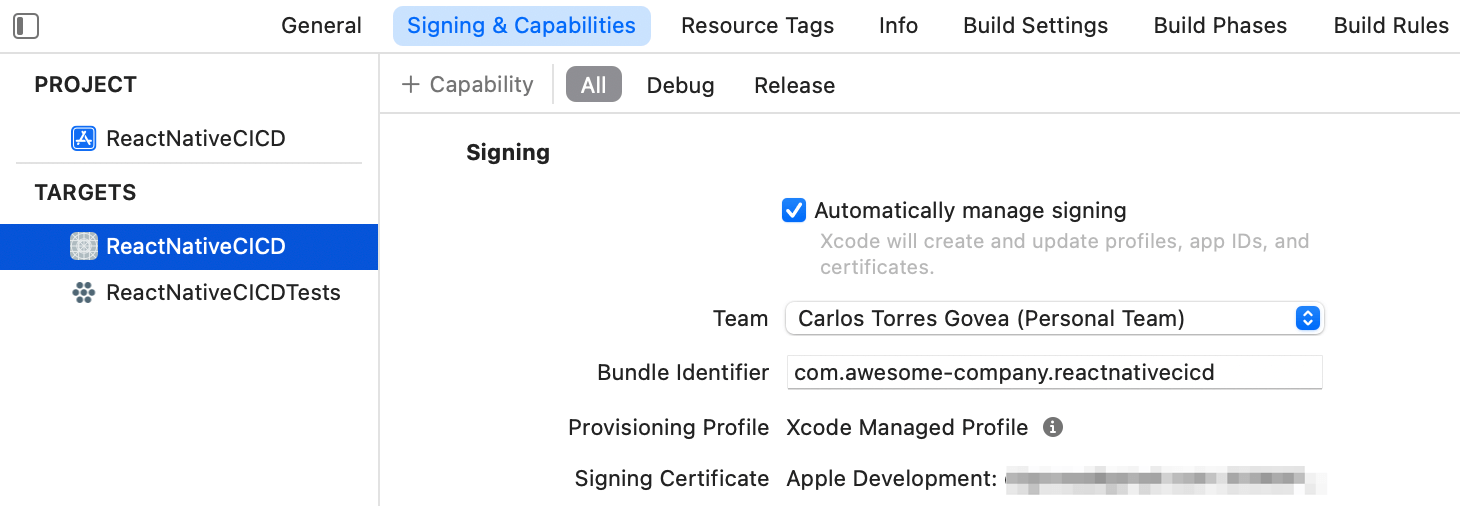 General Signing & Capabilities Resource Tags Info Build Settings Build Phases Build Rules
PROJECT
ReactNativeCICD
TARGETS
ReactNativeCICD
ReactNativeCICDTests
+ Capability All Debug Release
Signing
Automatically manage signing
Xcode will create and update profiles, app IDs, and
certificates.
Team Carlos Torres Govea (Personal Team)
Bundle Identifier com.awesome-company.reactnativecicd
Provisioning Profile Xcode Managed Profile
Signing Certificate Apple Development: